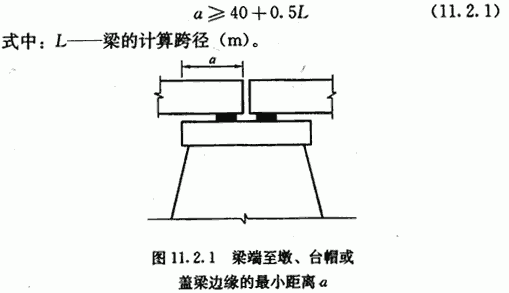 a≥40+0.5L (11.2.1)
式中：L——梁的计算跨径（m）。
a
图 11.2.1 梁端至墩、台帽或
盖梁边缘的最小距离 a